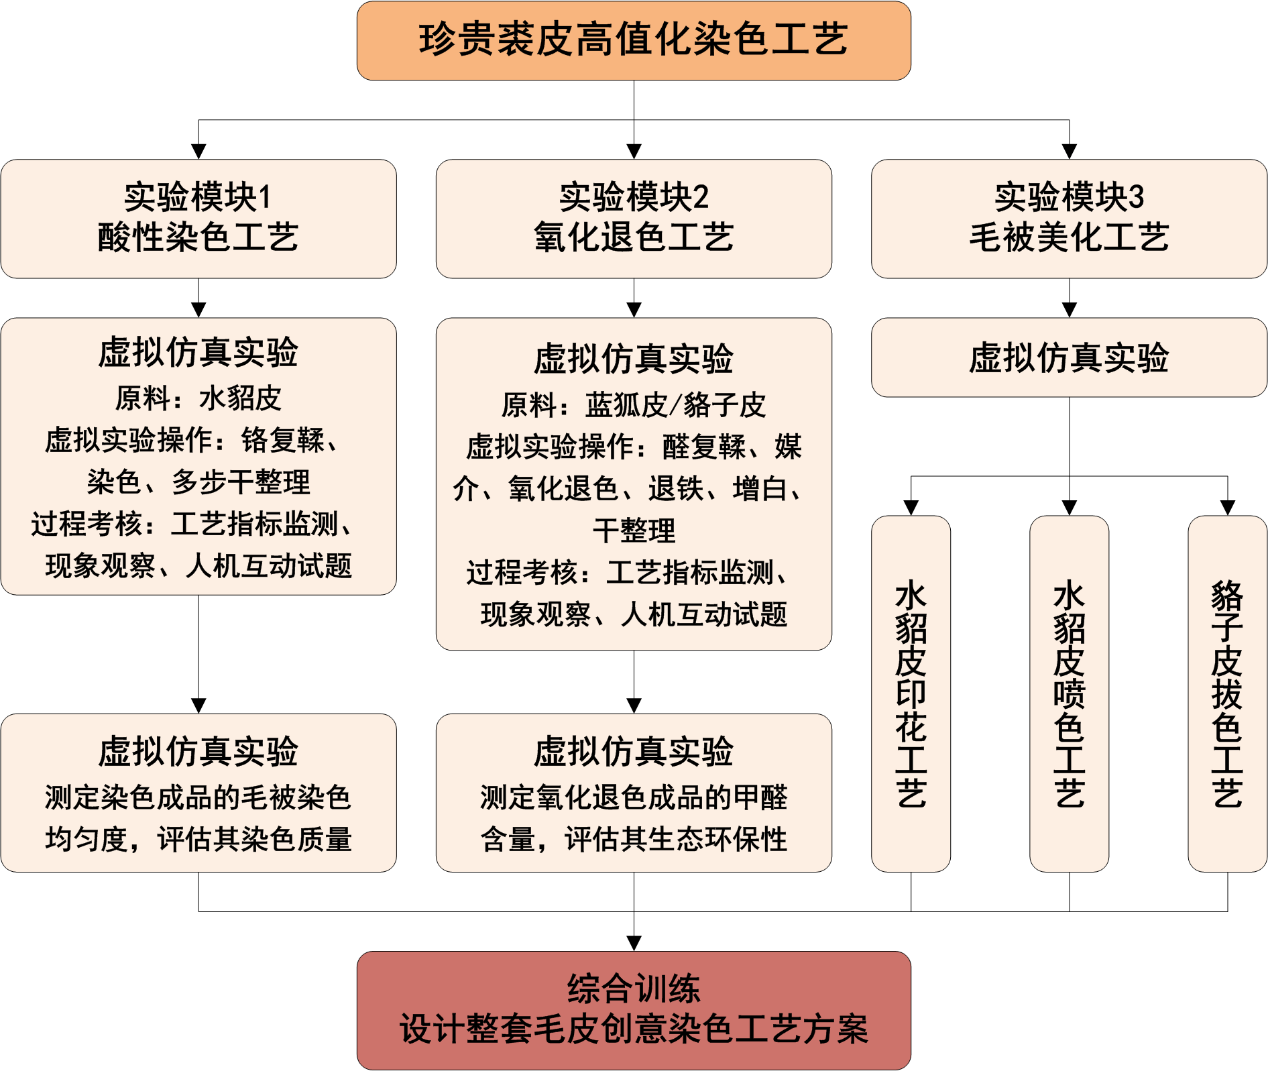 珍贵裘皮高值化染色工艺
实验模块1
酸性染色工艺
实验模块2
氧化退色工艺
实验模块3
毛被美化工艺
虚拟仿真实验
原料：水貂皮
虚拟实验操作：铬复鞣、
染色、多步干整理
过程考核：工艺指标监测、
现象观察、人机互动试题
虚拟仿真实验
原料：蓝狐皮/貉子皮
虚拟实验操作：醛复鞣、媒
介、氧化退色、退铁、增白、
干整理
过程考核：工艺指标监测、
现象观察、人机互动试题
虚拟仿真实验
水貂皮印花工艺
水貂皮喷色工艺
貉子皮拔色工艺
虚拟仿真实验
测定染色成品的毛被染色
均匀度，评估其染色质量
虚拟仿真实验
测定氧化退色成品的甲醛
含量，评估其生态环保性
综合训练
设计整套毛皮创意染色工艺方案